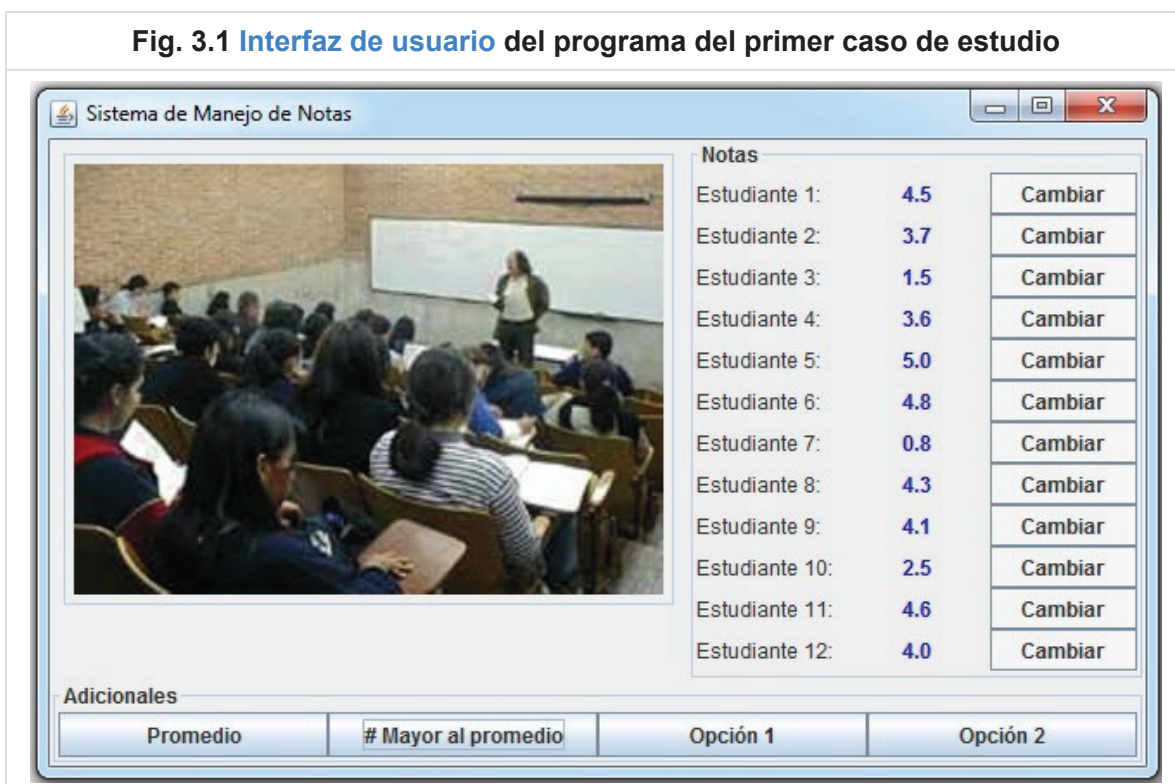 Fig. 3.1 Interfaz de usuario del programa del primer caso de estudio
Sistema de Manejo de Notas
Notas
Estudiante 1: 4.5 Cambiar
Estudiante 2: 3.7 Cambiar
Estudiante 3: 1.5 Cambiar
Estudiante 4: 3.6 Cambiar
Estudiante 5: 5.0 Cambiar
Estudiante 6: 4.8 Cambiar
Estudiante 7: 0.8 Cambiar
Estudiante 8: 4.3 Cambiar
Estudiante 9: 4.1 Cambiar
Estudiante 10: 2.5 Cambiar
Estudiante 11: 4.6 Cambiar
Estudiante 12: 4.0 Cambiar
Adicionales
Promedio # Mayor al promedio Opción 1 Opción 2